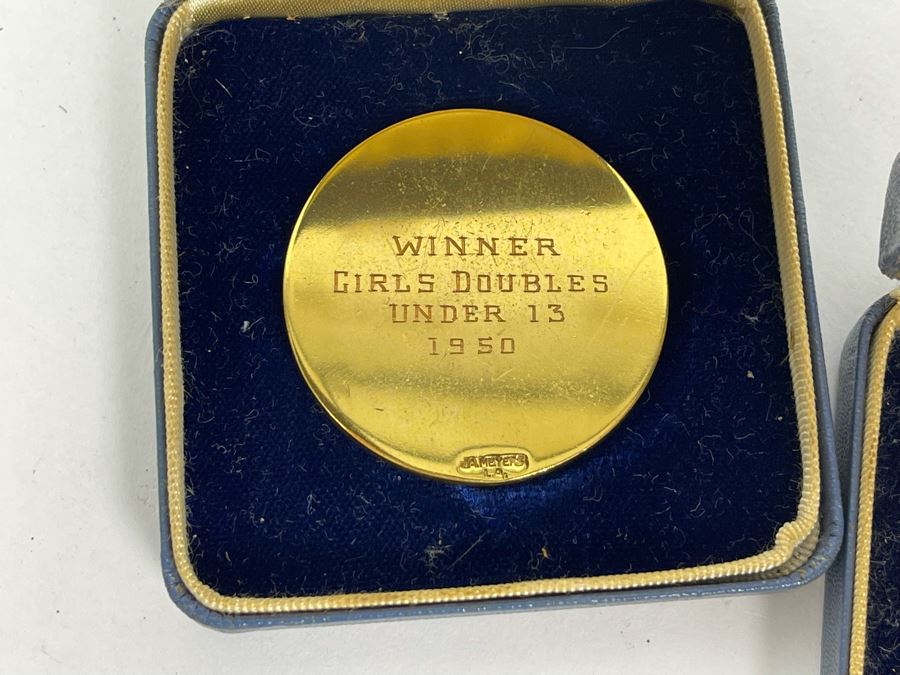 WINNER
GIRLS DOUBLES
UNDER 13
1950
J.A. MEYERS
L.A.